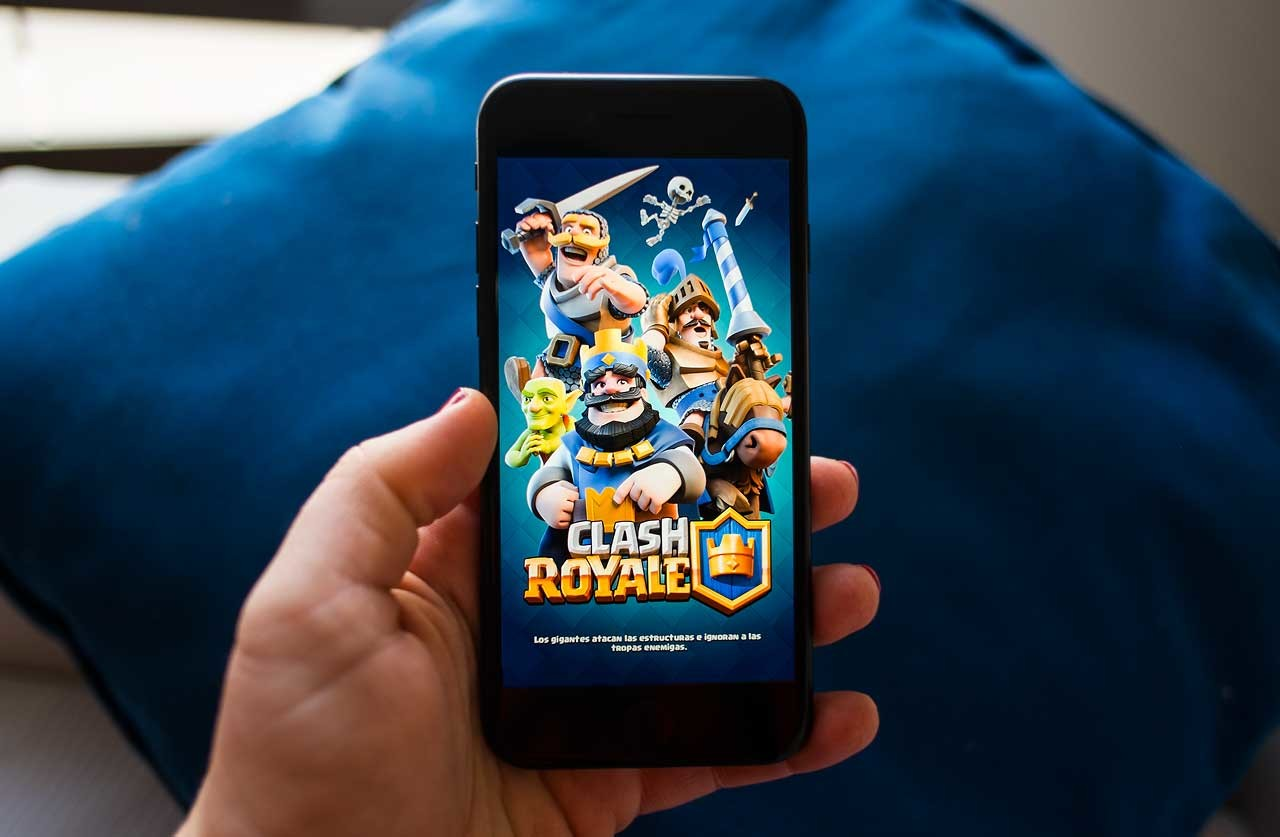 CLASH
ROYALE
Los gigantes atacan las estructuras e ignoran a las
tropas enemigas.